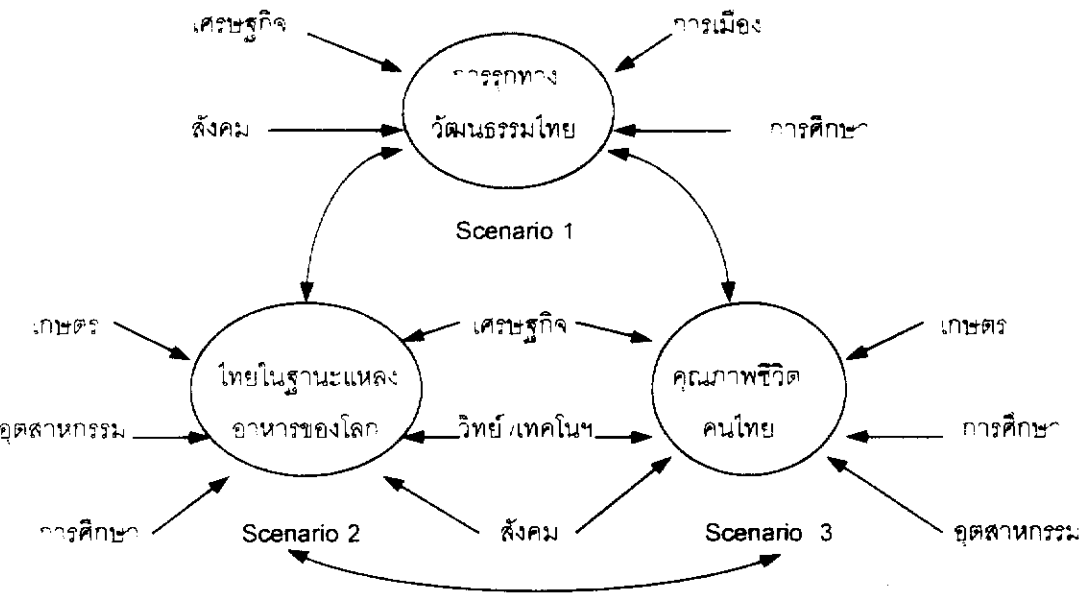 เศรษฐกิจ
การเมือง
การรุกทาง
วัฒนธรรมไทย
สังคม
การศึกษา
Scenario 1
เกษตร
เศรษฐกิจ
เกษตร
ไทยในฐานะแหล่ง
อาหารของโลก
คุณภาพชีวิต
คนไทย
อุตสาหกรรม
วิทย์/เทคโนฯ
การศึกษา
การศึกษา
Scenario 2
สังคม
Scenario 3
อุตสาหกรรม